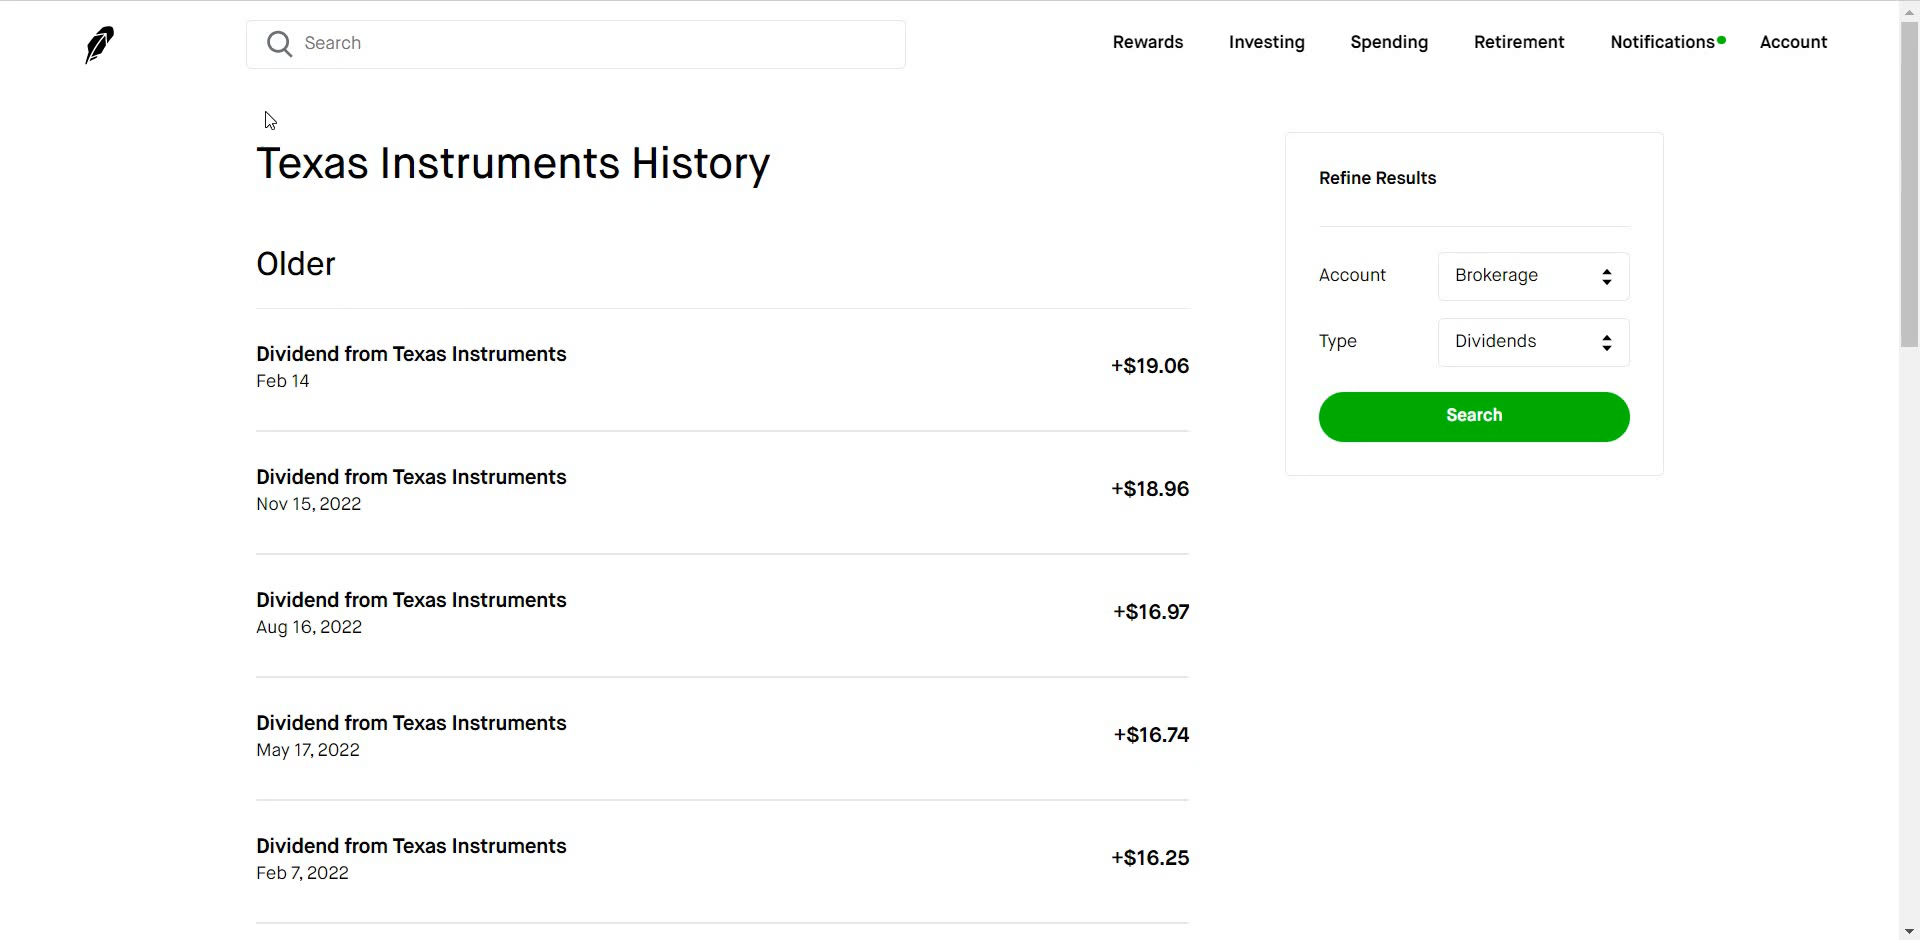 Search
Rewards
Investing
Spending
Retirement
Notifications
Account
Texas Instruments History
Older
Dividend from Texas Instruments
Feb 14
+$19.06
Dividend from Texas Instruments
Nov 15, 2022
+$18.96
Dividend from Texas Instruments
Aug 16, 2022
+$16.97
Dividend from Texas Instruments
May 17, 2022
+$16.74
Dividend from Texas Instruments
Feb 7, 2022
+$16.25
Refine Results
Account
Brokerage
Type
Dividends
Search